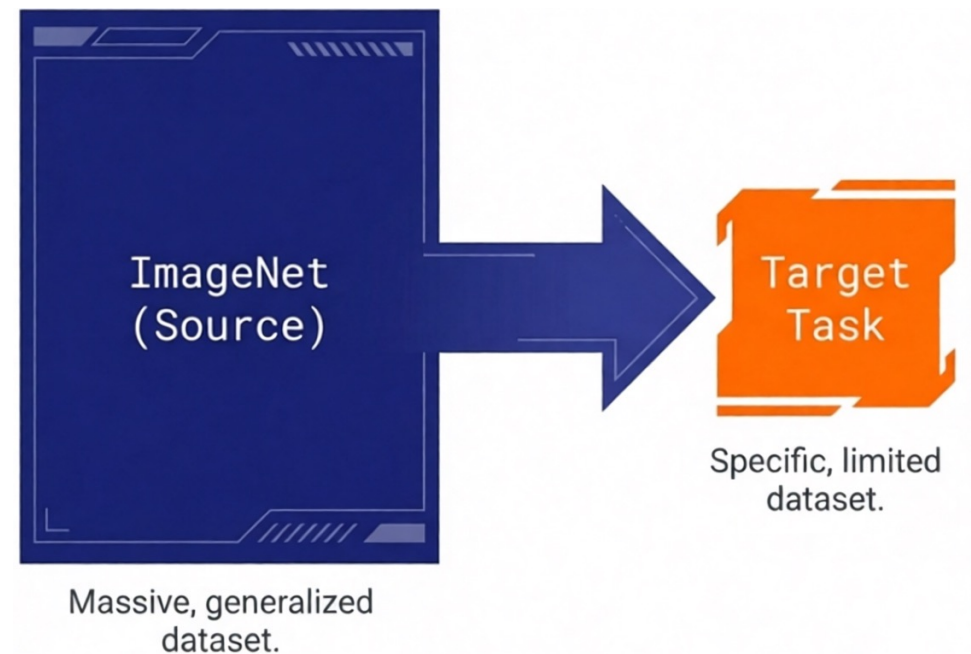 ImageNet
(Source)
Target
Task
Specific, limited
dataset.
Massive, generalized
dataset.